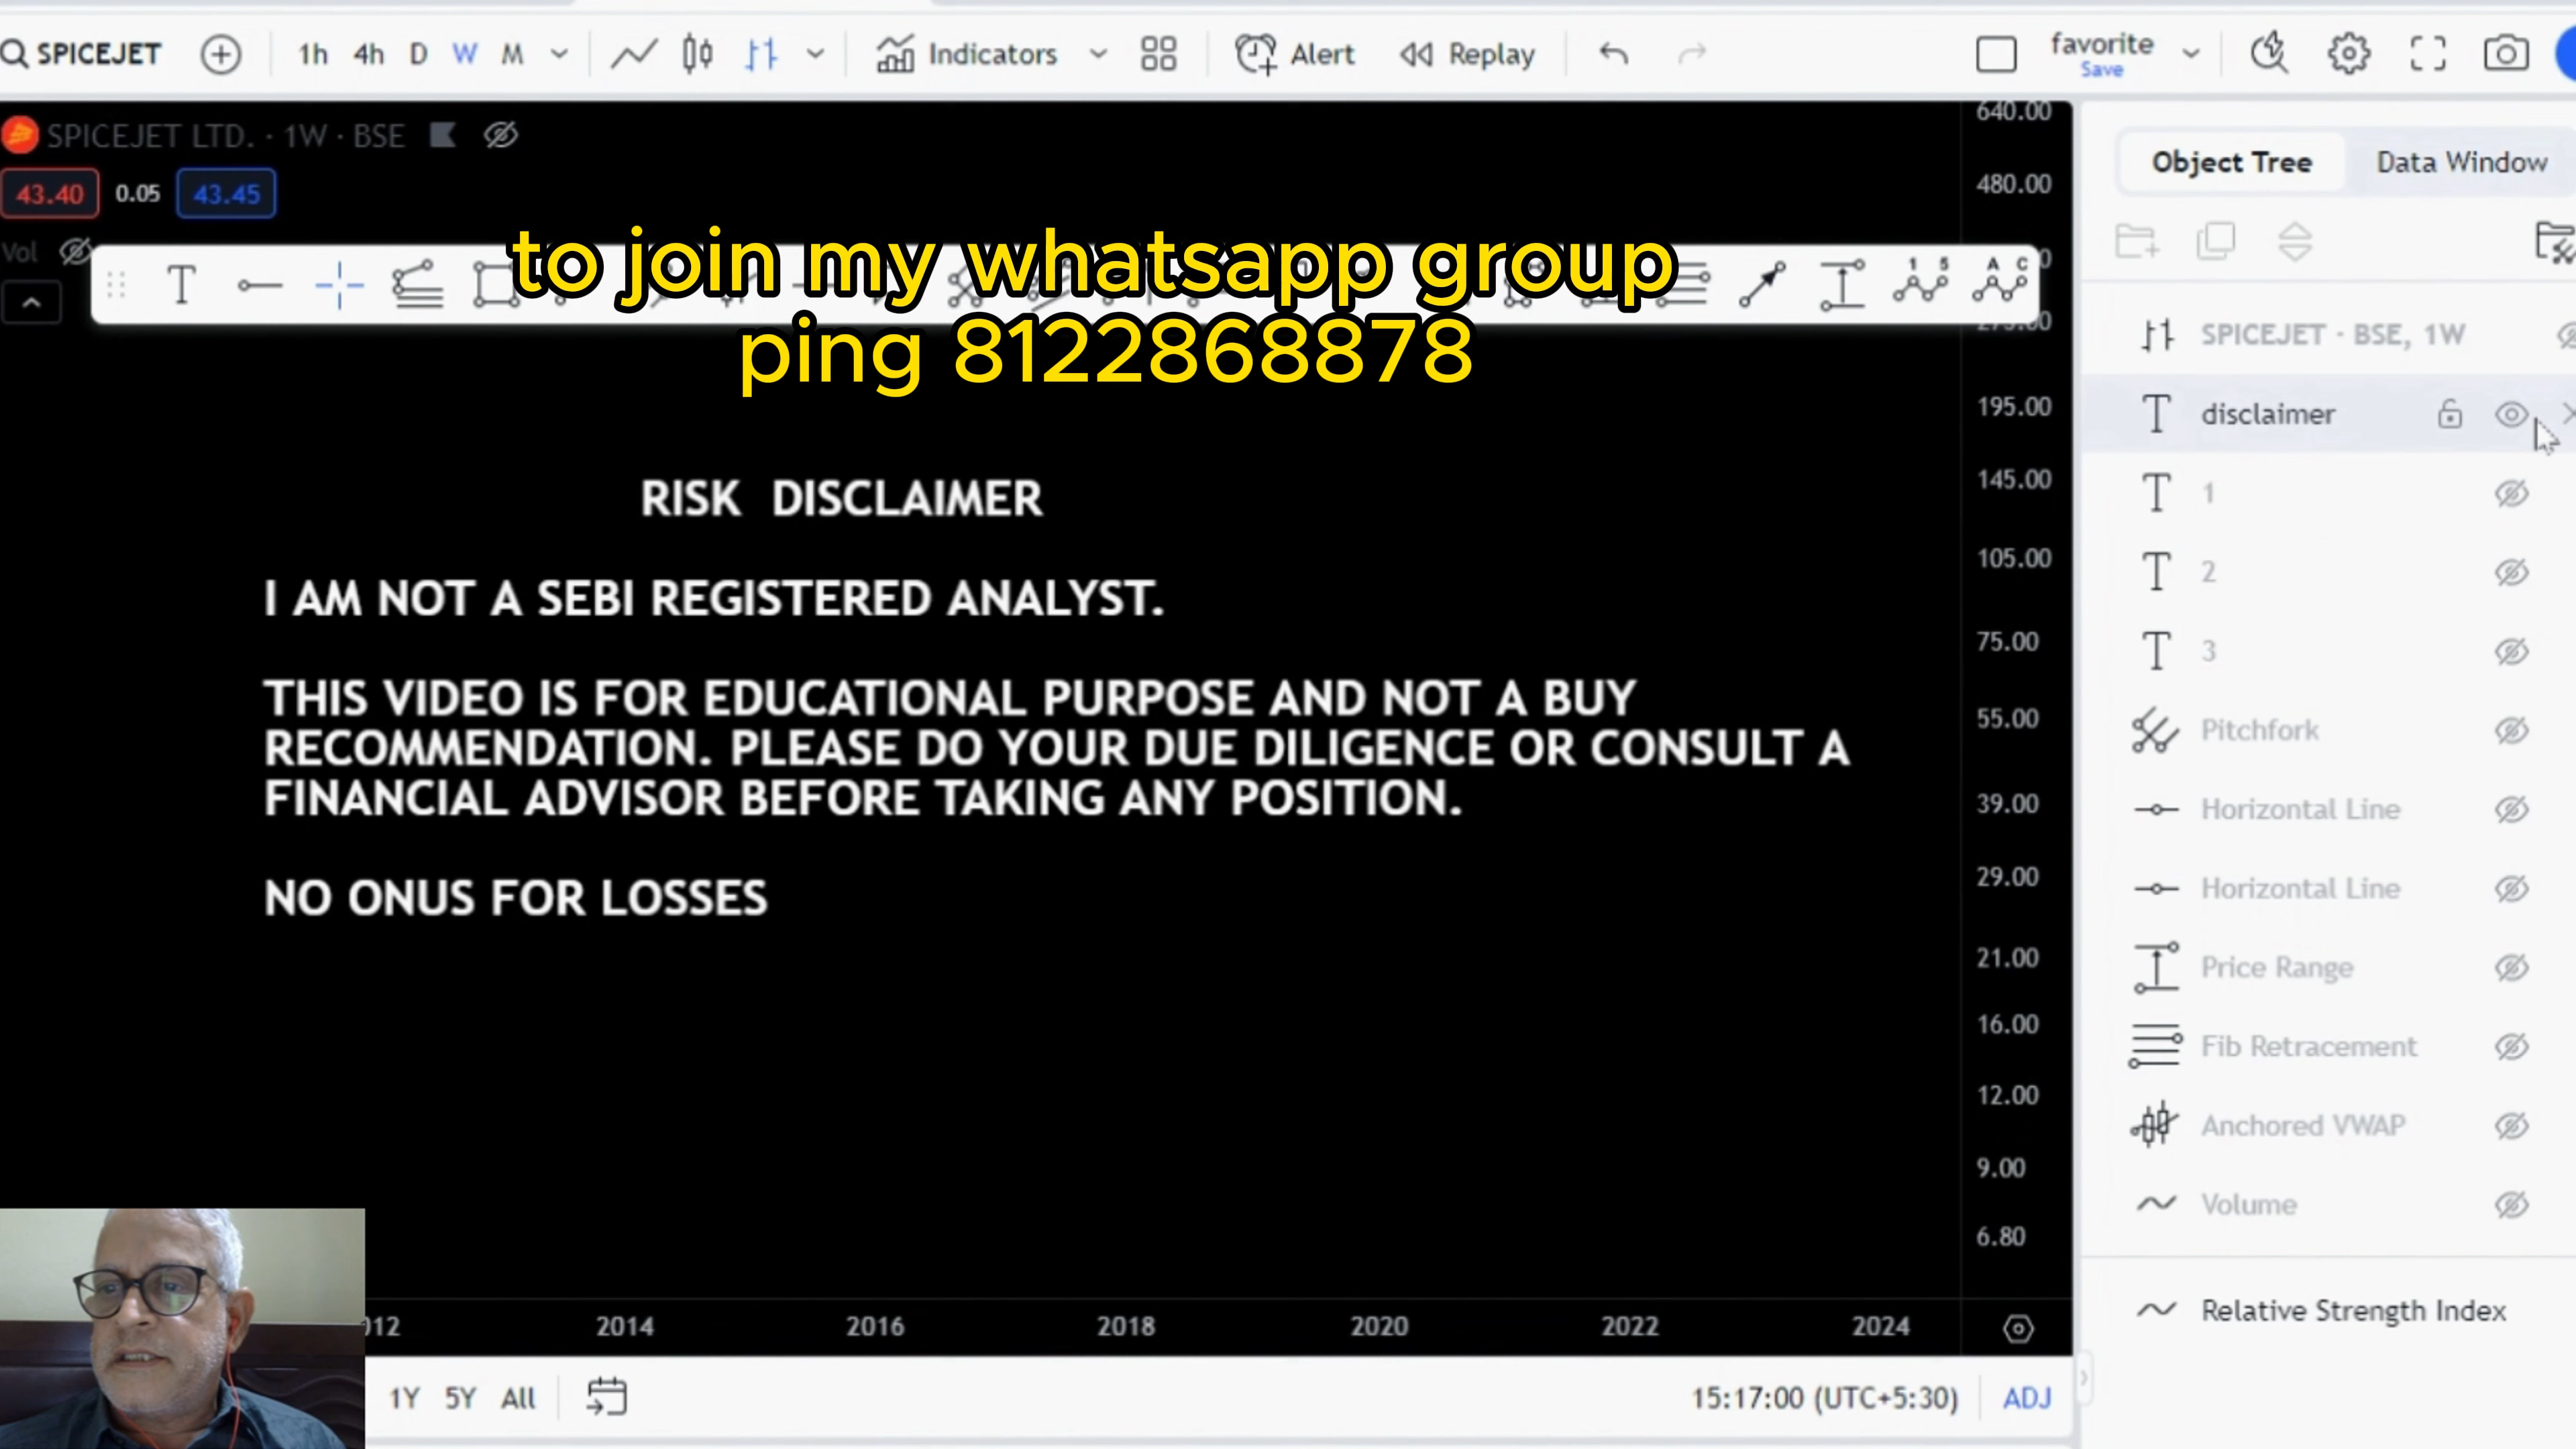 SPICEJET
1h 4h D W M
Indicators
Alert
Replay
favorite
Save
SPICEJET LTD. · 1W · BSE
43.40 0.05 43.45
Vol
to join my whatsapp group
ping 8122868878
RISK DISCLAIMER
I AM NOT A SEBI REGISTERED ANALYST.
THIS VIDEO IS FOR EDUCATIONAL PURPOSE AND NOT A BUY
RECOMMENDATION. PLEASE DO YOUR DUE DILIGENCE OR CONSULT A
FINANCIAL ADVISOR BEFORE TAKING ANY POSITION.
NO ONUS FOR LOSSES
640.00
480.00
195.00
145.00
105.00
75.00
55.00
39.00
29.00
21.00
16.00
12.00
9.00
6.80
2014 2016 2018 2020 2022 2024
1Y 5Y All
15:17:00 (UTC+5:30) ADJ
Object Tree Data Window
SPICEJET · BSE, 1W
disclaimer
1
2
3
Pitchfork
Horizontal Line
Horizontal Line
Price Range
Fib Retracement
Anchored VWAP
Volume
Relative Strength Index